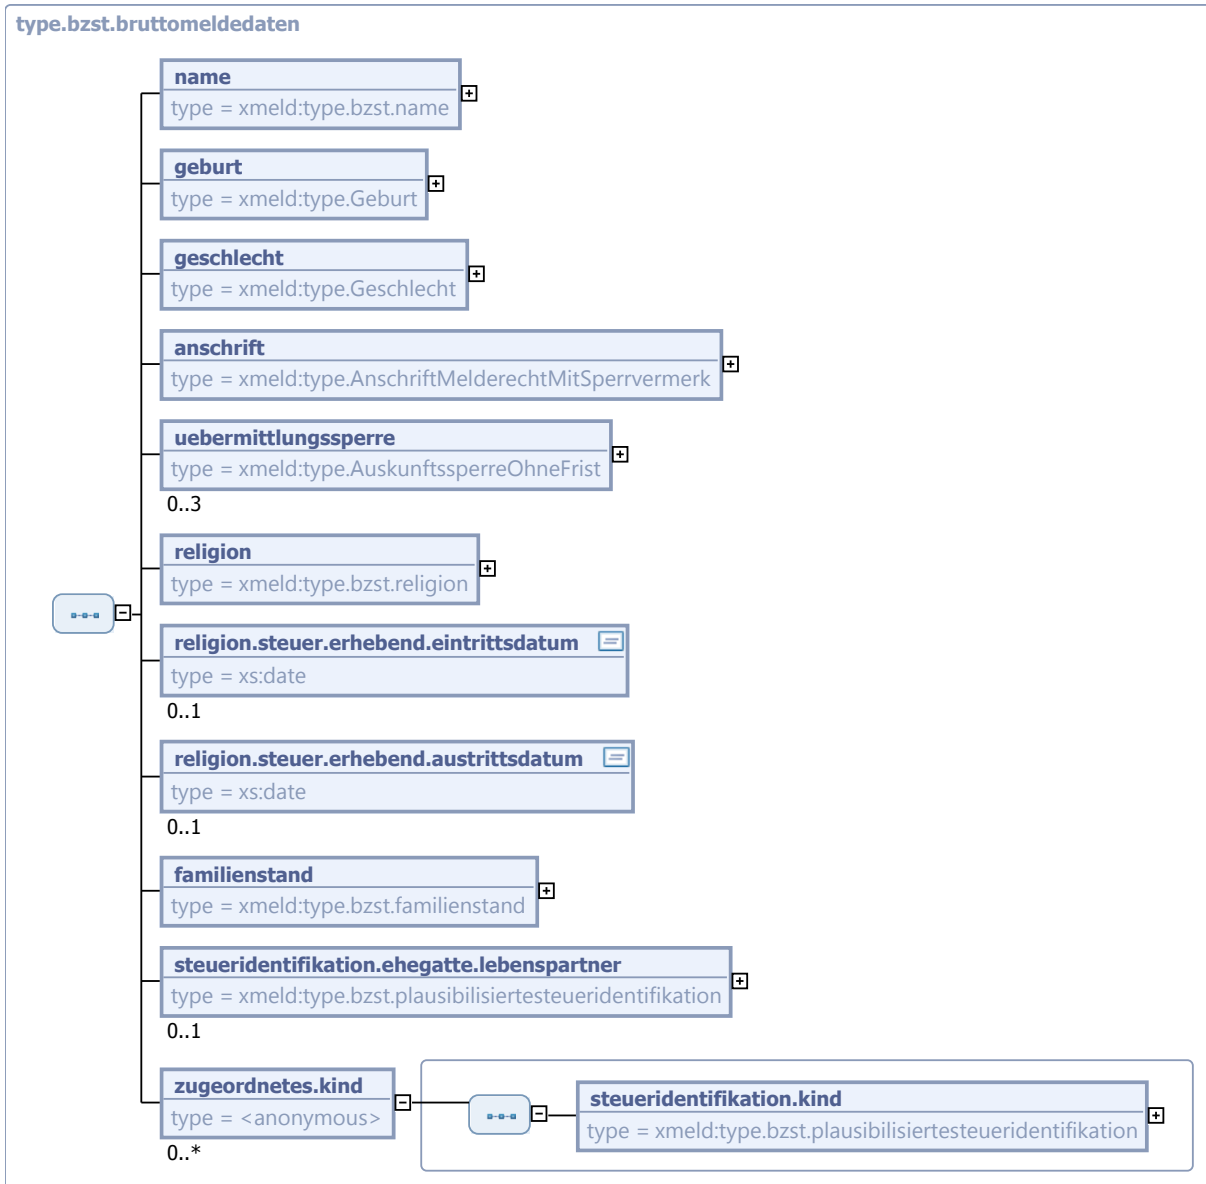 type.bzst.bruttomeldedaten
name
type = xmeld:type.bzst.name
geburt
type = xmeld:type.Geburt
geschlecht
type = xmeld:type.Geschlecht
anschrift
type = xmeld:type.AnschriftMelderechtMitSperrvermerk
uebermittlungssperre
type = xmeld:type.AuskunftssperreOhneFrist
0..3
religion
type = xmeld:type.bzst.religion
religion.steuer.erhebend.eintrittsdatum
type = xs:date
0..1
religion.steuer.erhebend.austrittsdatum
type = xs:date
0..1
familienstand
type = xmeld:type.bzst.familienstand
steueridentifikation.ehegatte.lebenspartner
type = xmeld:type.bzst.plausibilisiertesteueridentifikation
0..1
zugeordnetes.kind
type = <anonymous>
0..*
steueridentifikation.kind
type = xmeld:type.bzst.plausibilisiertesteueridentifikation